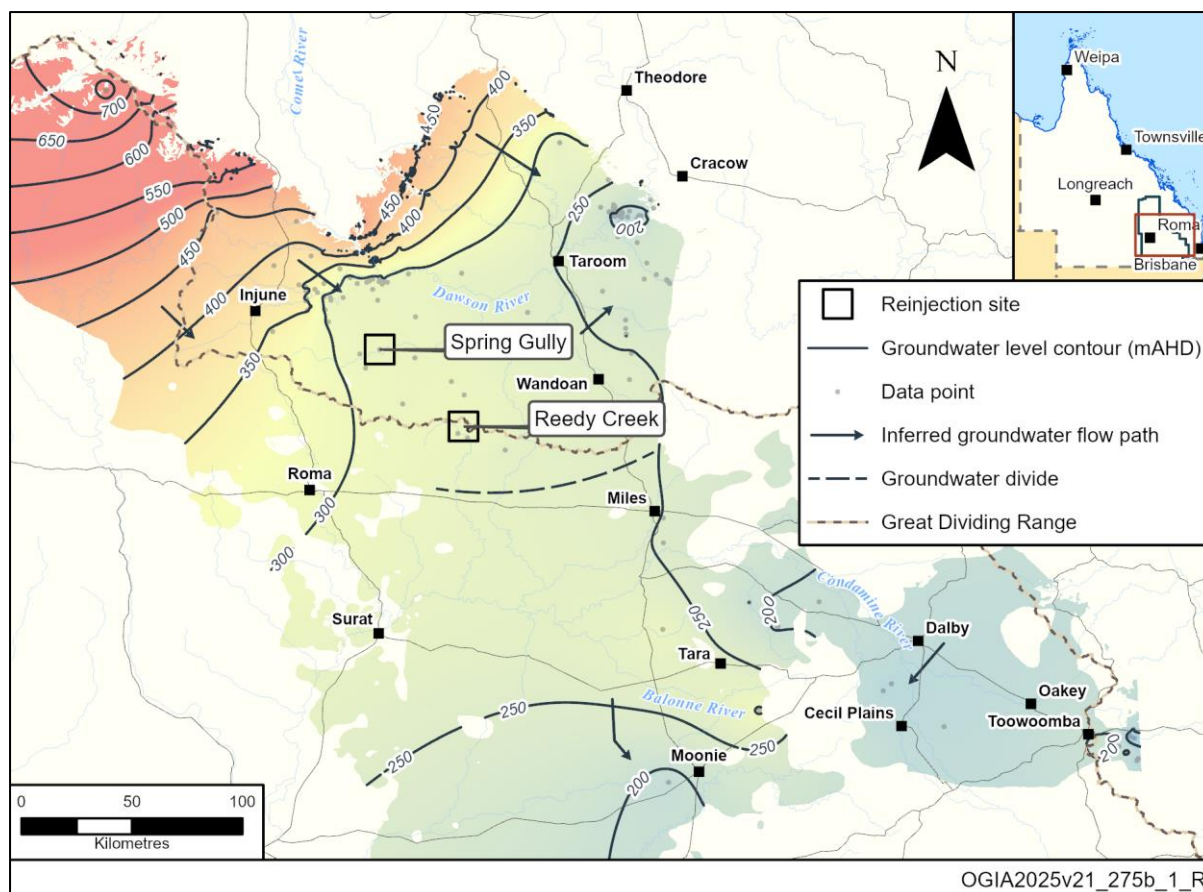 Theodore
Cracow
Comet River
700
650
600
550
500
450
400
350
450
400
350
400
450
400
250
200
Taroom
Injune
Dawson River
Spring Gully
Wandoan
Reedy Creek
Roma
300
300
Miles
Surat
250
200
Condamine River
Dalby
Tara
Balonne River
250
250
250
Cecil Plains
Oakey
Toowoomba
200
Moonie
200
N
Weipa
Townsville
Longreach
Roma
Brisbane
Reinjection site
Groundwater level contour (mAHD)
Data point
Inferred groundwater flow path
Groundwater divide
Great Dividing Range
0 50 100
Kilometres
OGIA2025v21_275b_1_R